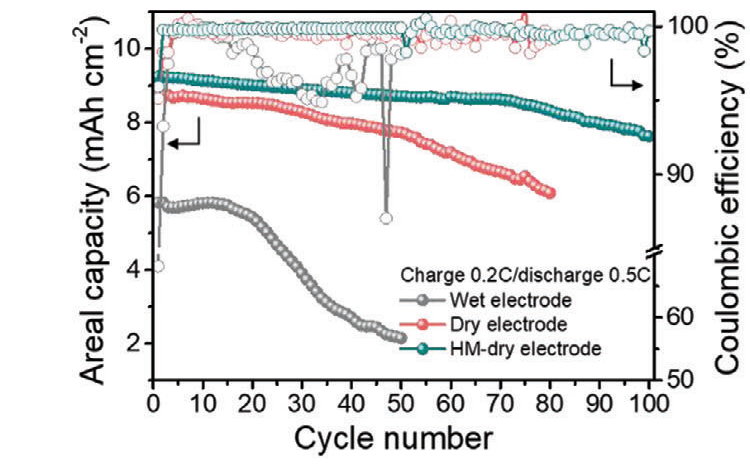 Areal capacity (mAh cm-2)
10
8
6
4
2
100
90
60
50
Coulombic efficiency (%)
Charge 0.2C/discharge 0.5C
Wet electrode
Dry electrode
HM-dry electrode
0 10 20 30 40 50 60 70 80 90 100
Cycle number